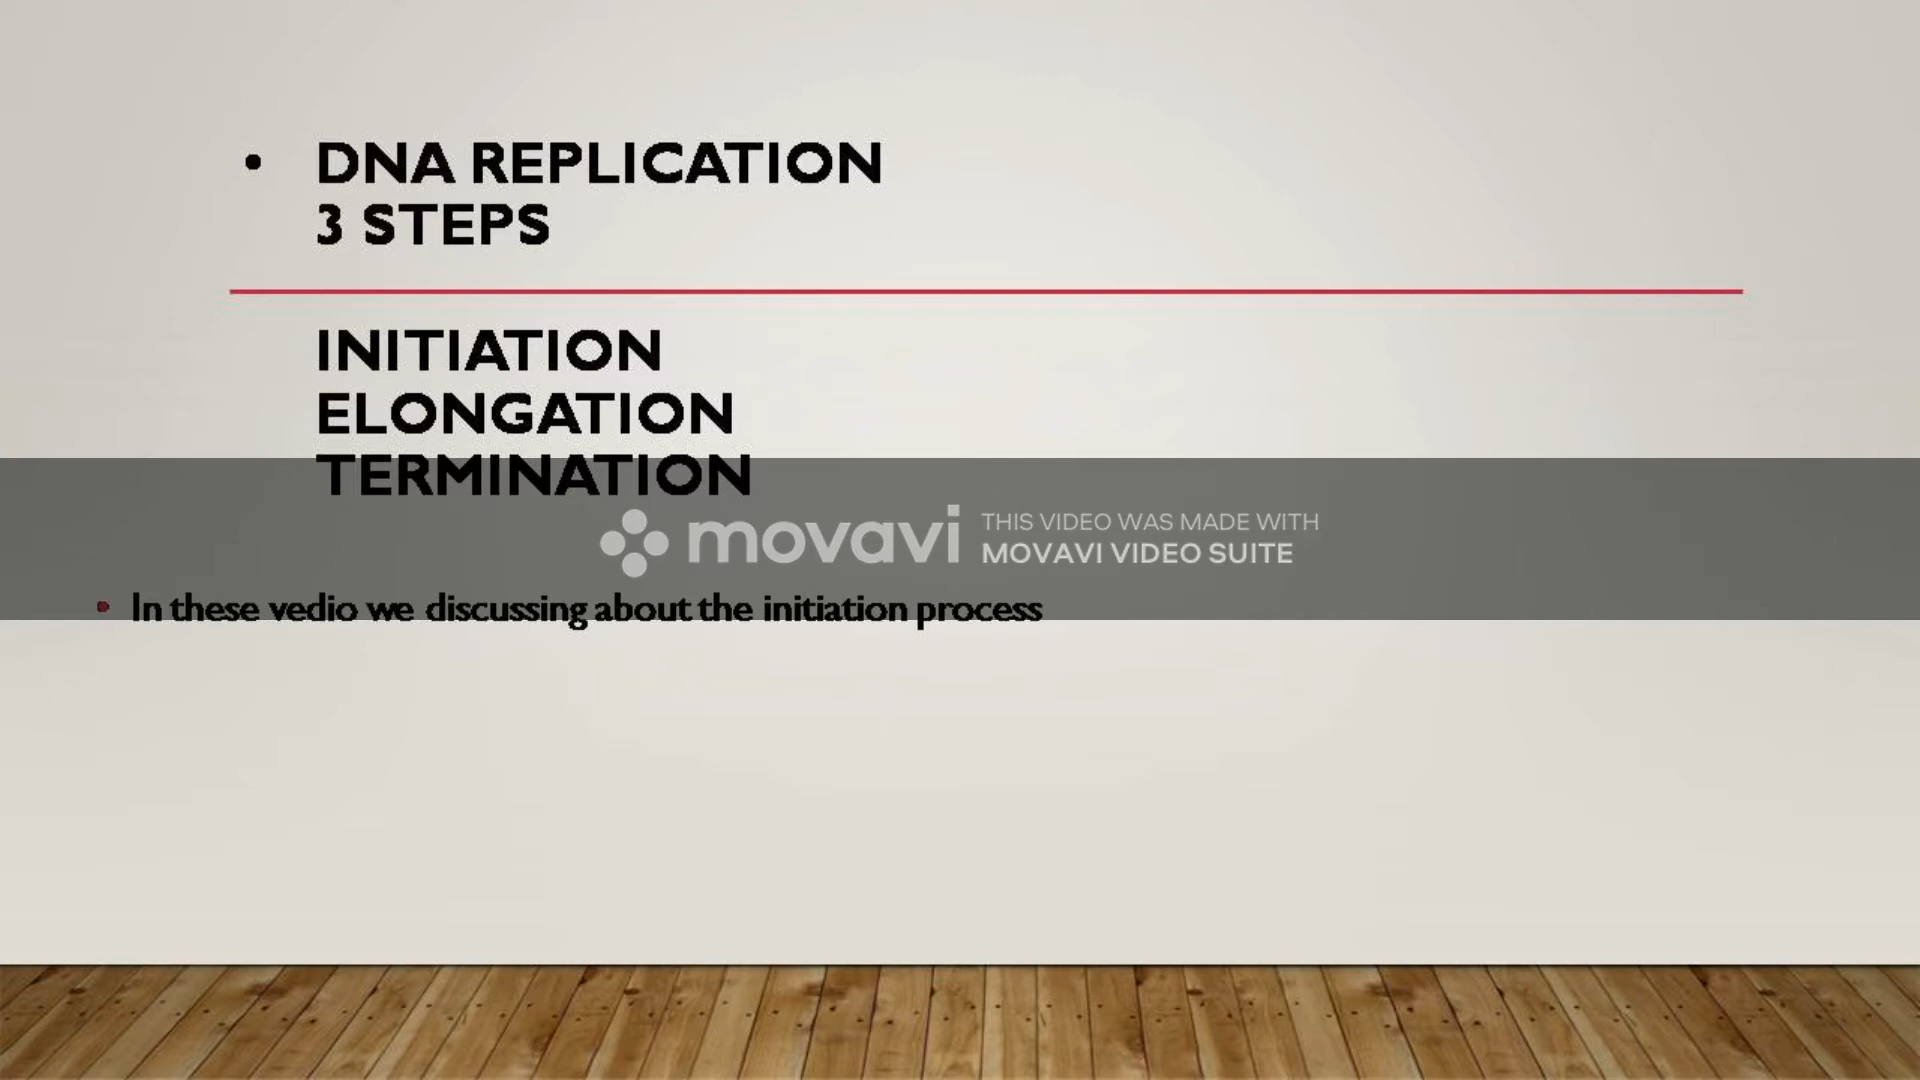 • DNA REPLICATION
3 STEPS
INITIATION
ELONGATION
TERMINATION
movavi
THIS VIDEO WAS MADE WITH
MOVAVI VIDEO SUITE
• In these vedio we discussing about the initiation process